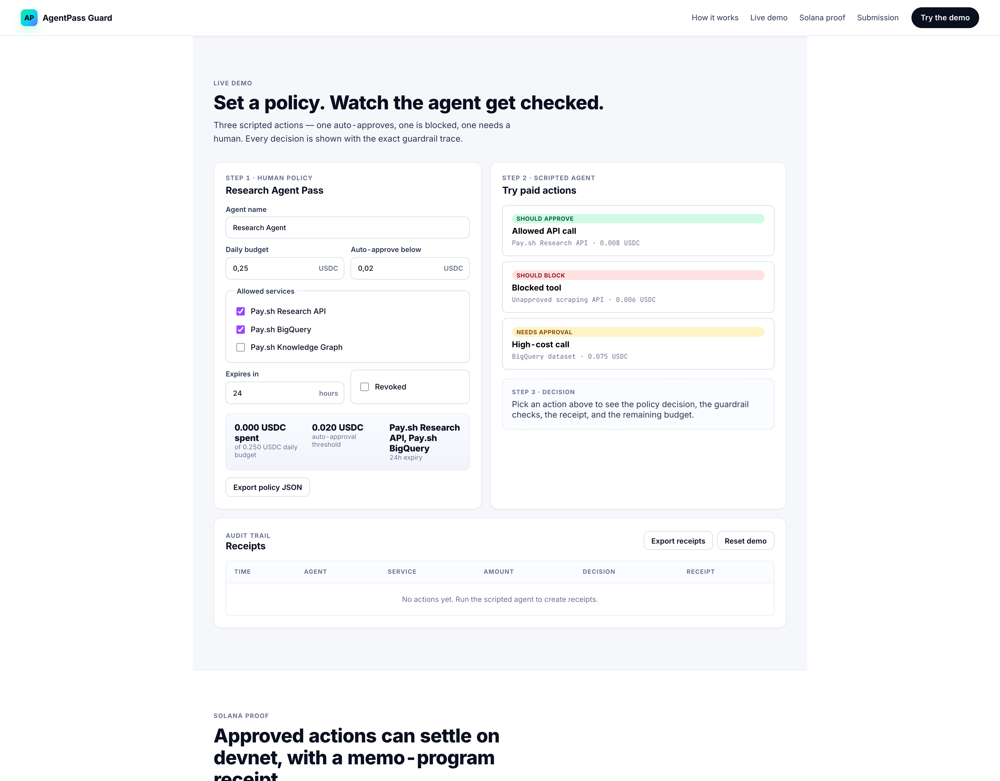 AP
AgentPass Guard
How it works
Live demo
Solana proof
Submission
Try the demo
LIVE DEMO
Set a policy. Watch the agent get checked.
Three scripted actions — one auto-approves, one is blocked, one needs a
human. Every decision is shown with the exact guardrail trace.
STEP 1 · HUMAN POLICY
Research Agent Pass
Agent name
Research Agent
Daily budget
Auto-approve below
0,25 USDC
0,02 USDC
Allowed services
Pay.sh Research API
Pay.sh BigQuery
Pay.sh Knowledge Graph
Expires in
24 hours
Revoked
0.000 USDC
spent
of 0.250 USDC daily
budget
0.020 USDC
auto-approval
threshold
Pay.sh Research
API, Pay.sh
BigQuery
24h expiry
Export policy JSON
STEP 2 · SCRIPTED AGENT
Try paid actions
SHOULD APPROVE
Allowed API call
Pay.sh Research API · 0.008 USDC
SHOULD BLOCK
Blocked tool
Unapproved scraping API · 0.006 USDC
NEEDS APPROVAL
High-cost call
BigQuery dataset · 0.075 USDC
STEP 3 · DECISION
Pick an action above to see the policy decision, the guardrail
checks, the receipt, and the remaining budget.
AUDIT TRAIL
Receipts
Export receipts
Reset demo
TIME AGENT SERVICE AMOUNT DECISION RECEIPT
No actions yet. Run the scripted agent to create receipts.
SOLANA PROOF
Approved actions can settle on
devnet, with a memo-program
receipt